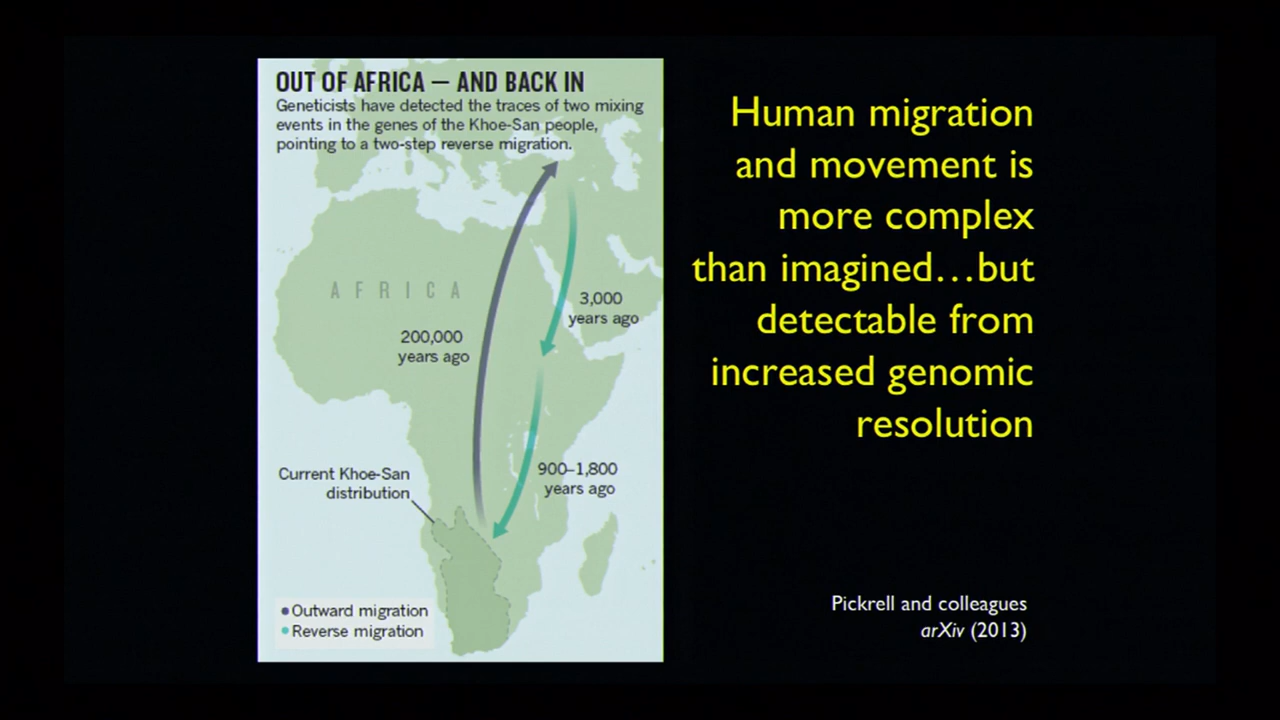 OUT OF AFRICA — AND BACK IN
Geneticists have detected the traces of two mixing
events in the genes of the Khoe-San people,
pointing to a two-step reverse migration.
AFRICA
3,000
years ago
200,000
years ago
900–1,800
years ago
Current Khoe-San
distribution
Outward migration
Reverse migration
Human migration
and movement is
more complex
than imagined...but
detectable from
increased genomic
resolution
Pickrell and colleagues
arXiv (2013)